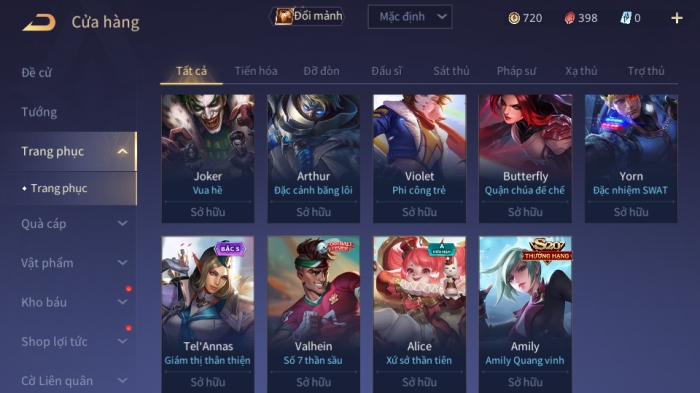 Cửa hàng
Đổi mảnh
Mặc định
720
398
0
Đề cử
Tướng
Trang phục
Trang phục
Quà cáp
Vật phẩm
Kho báu
Shop lợi tức
Cờ Liên quân
Tất cả
Tiến hóa
Đỡ đòn
Đấu sĩ
Sát thủ
Pháp sư
Xạ thủ
Trợ thủ
Joker
Vua hề
Sở hữu
Arthur
Đặc cảnh băng lôi
Sở hữu
Violet
Phi công trẻ
Sở hữu
Butterfly
Quận chúa đế chế
Sở hữu
Yorn
Đặc nhiệm SWAT
Sở hữu
BẬC S
Tel'Annas
Giám thị thân thiện
Sở hữu
Valhein
Số 7 thần sầu
Sở hữu
Alice
Xứ sở thần tiên
Sở hữu
S20
THƯỞNG HẠNG
Amily
Amily Quang vinh
Sở hữu